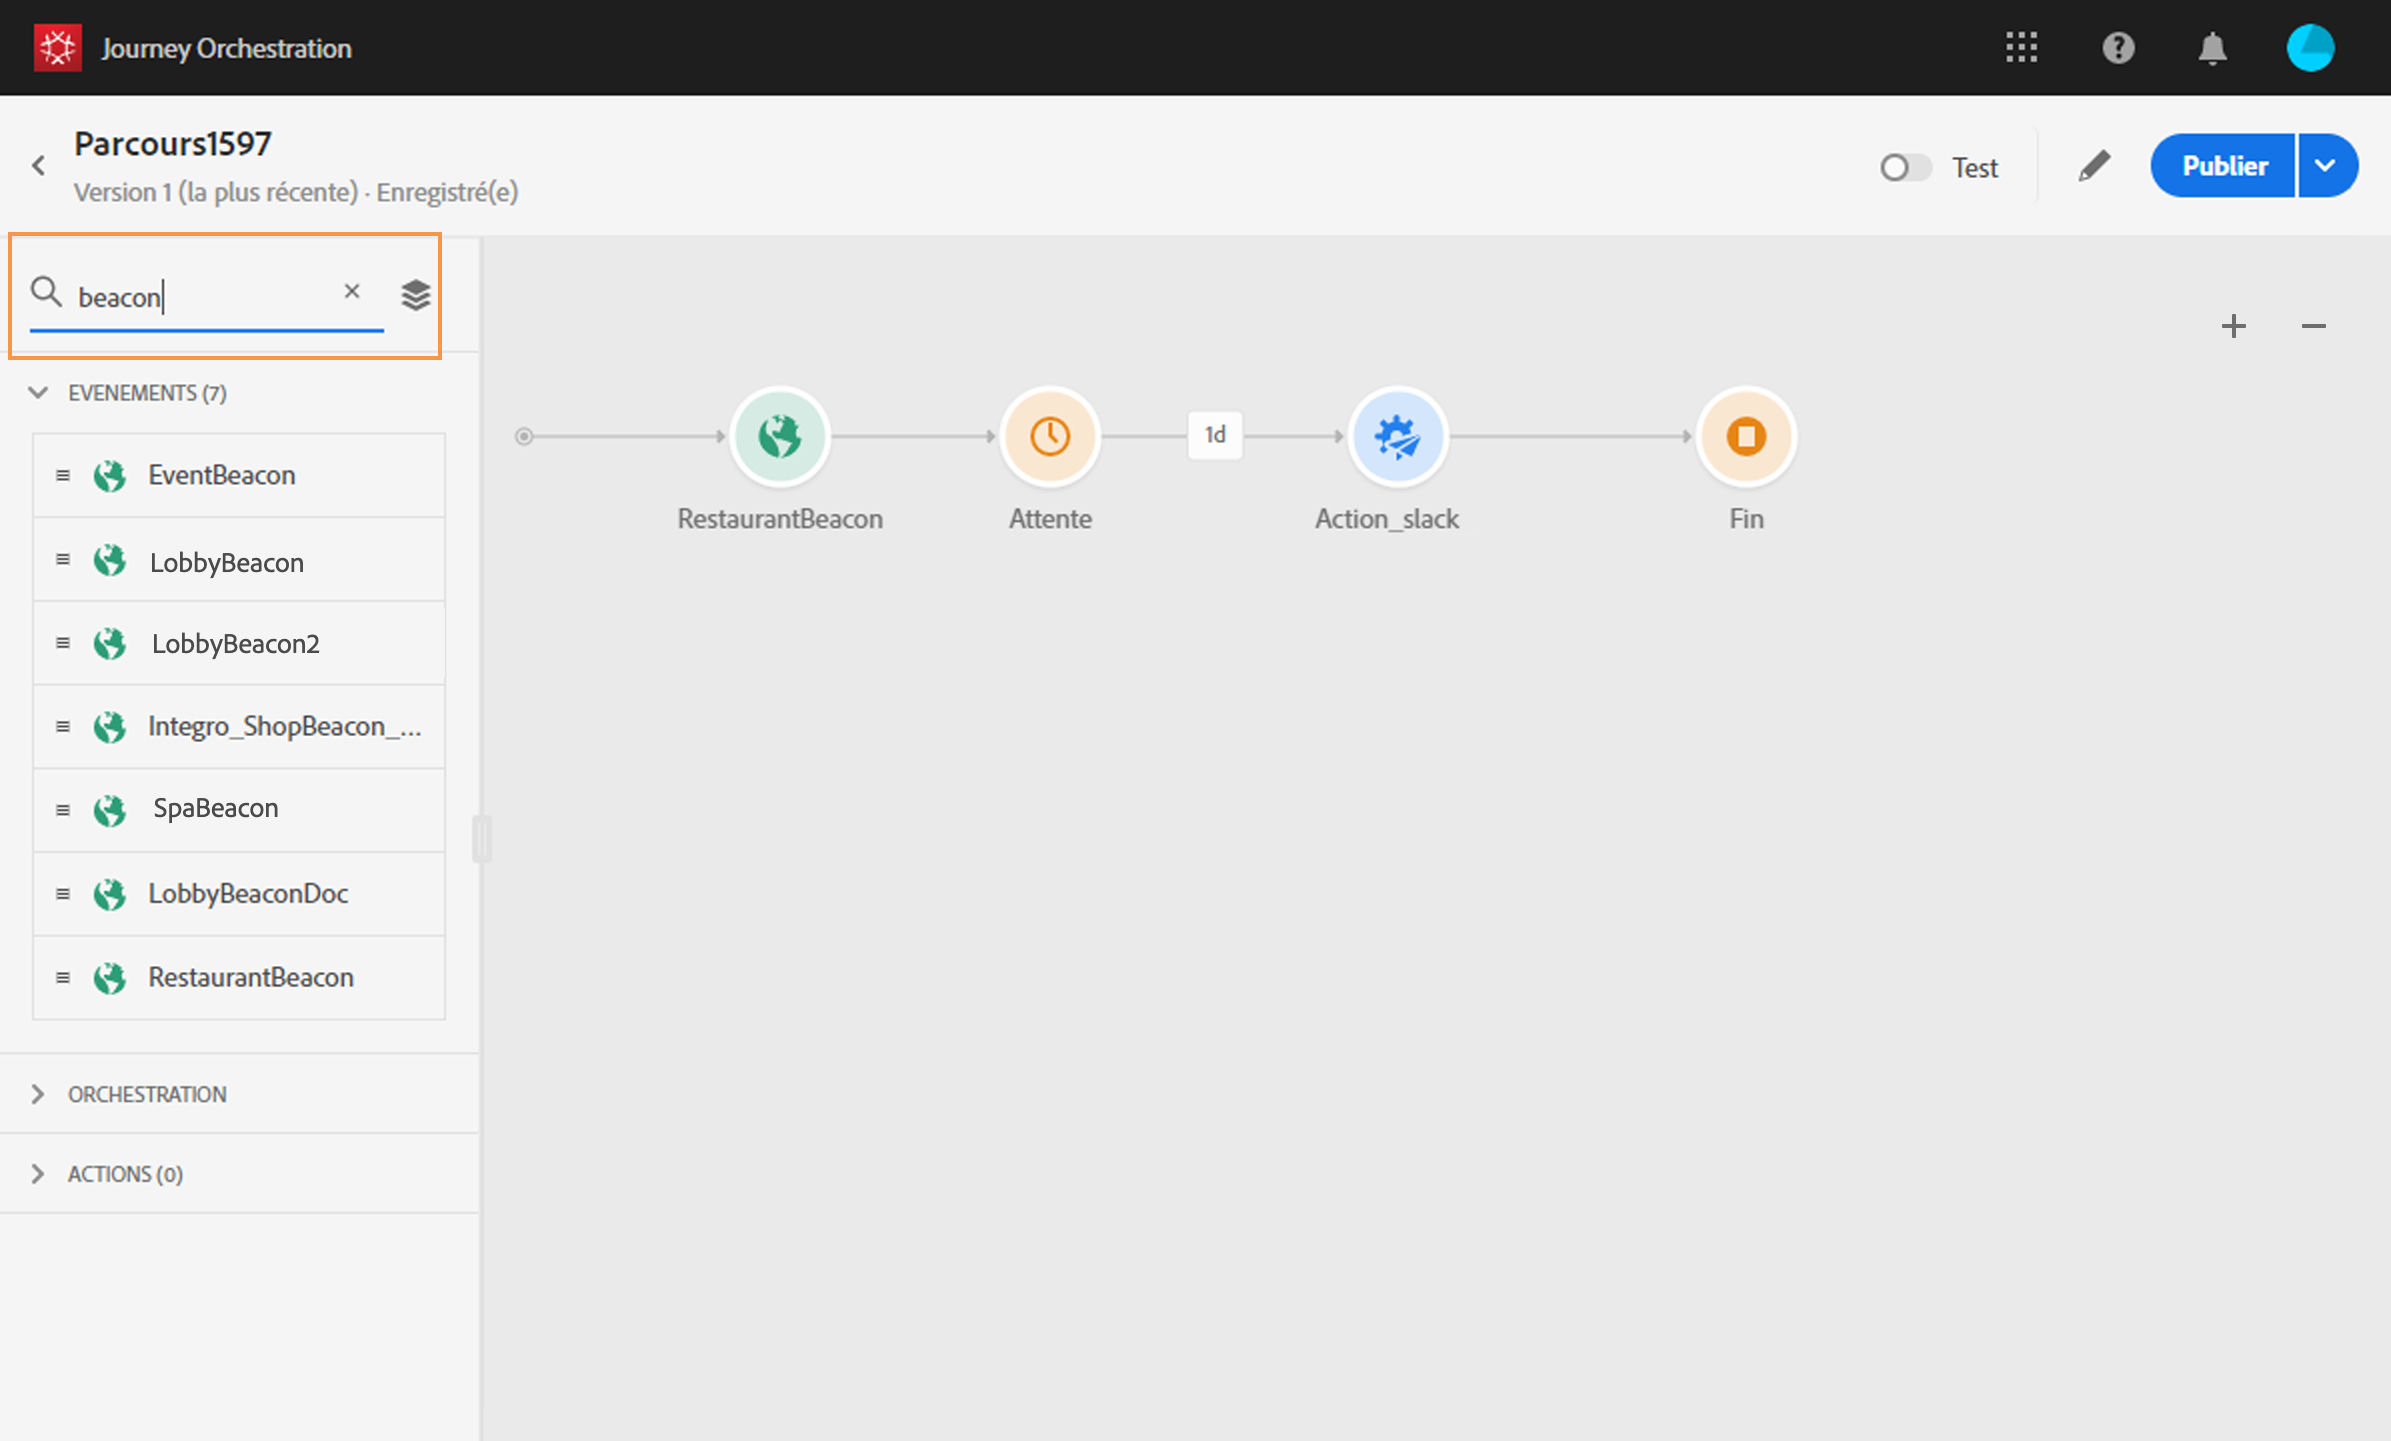 Journey Orchestration
Parcours1597
Version 1 (la plus récente) · Enregistré(e)
Test
Publier
beacon
EVENEMENTS (7)
EventBeacon
LobbyBeacon
LobbyBeacon2
Integro_ShopBeacon_...
SpaBeacon
LobbyBeaconDoc
RestaurantBeacon
ORCHESTRATION
ACTIONS (0)
1d
RestaurantBeacon
Attente
Action_slack
Fin